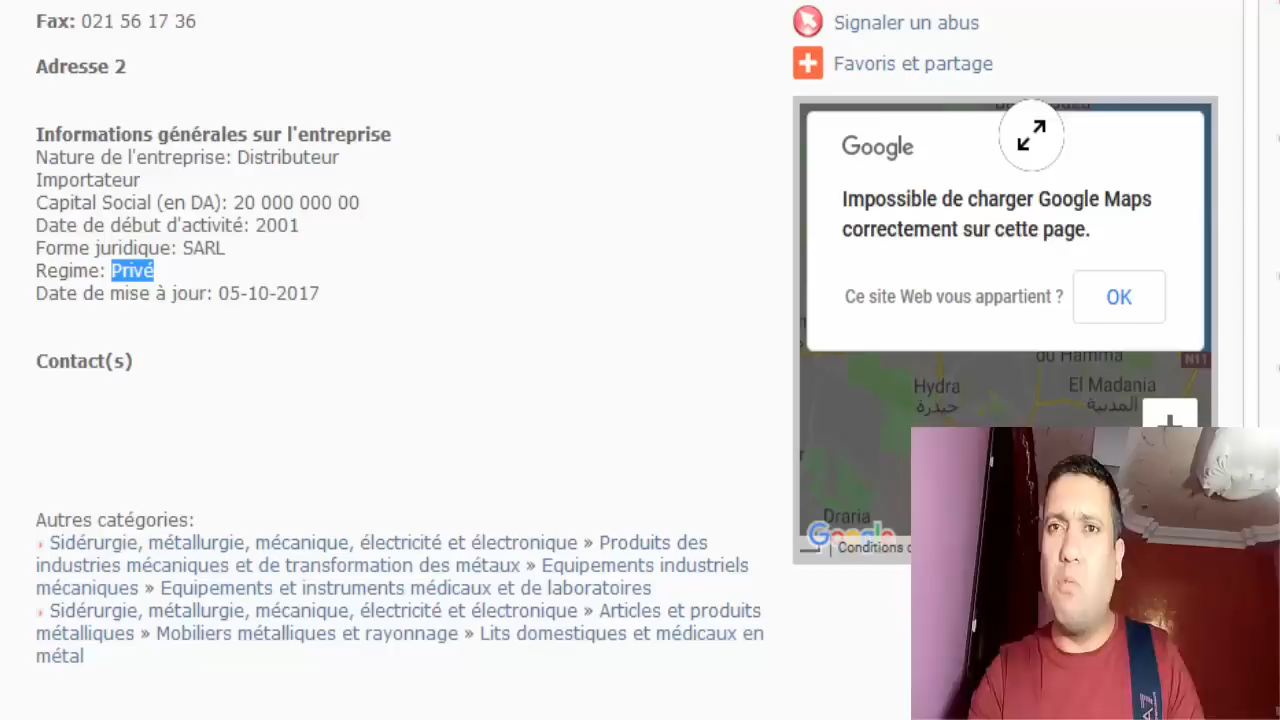 Fax: 021 56 17 36
Adresse 2
Informations générales sur l'entreprise
Nature de l'entreprise: Distributeur
Importateur
Capital Social (en DA): 20 000 000 00
Date de début d'activité: 2001
Forme juridique: SARL
Regime: Privé
Date de mise à jour: 05-10-2017
Contact(s)
Autres catégories:
Sidérurgie, métallurgie, mécanique, électricité et électronique » Produits des
industries mécaniques et de transformation des métaux » Equipements industriels
mécaniques » Equipements et instruments médicaux et de laboratoires
Sidérurgie, métallurgie, mécanique, électricité et électronique » Articles et produits
métalliques » Mobiliers métalliques et rayonnage » Lits domestiques et médicaux en
métal
Signaler un abus
Favoris et partage
Google
Impossible de charger Google Maps
correctement sur cette page.
Ce site Web vous appartient ?
OK
du Hamma
N11
Hydra
حيدرة
El Madania
المدنية
Draria
Google
Conditions